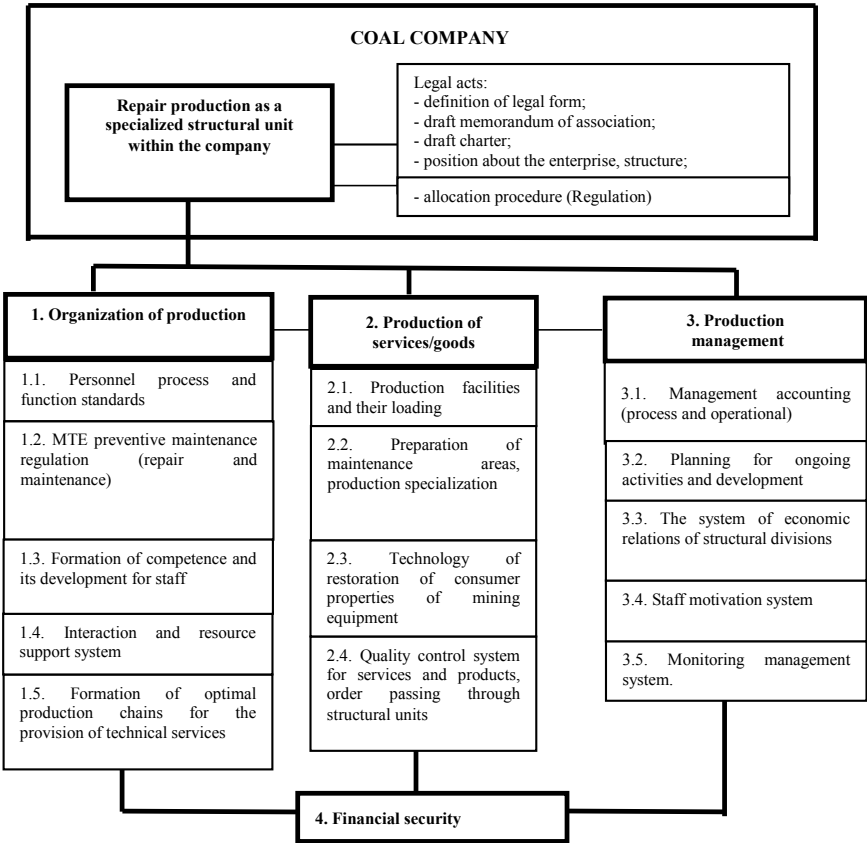 COAL COMPANY
Repair production as a
specialized structural unit
within the company
Legal acts:
- definition of legal form;
- draft memorandum of association;
- draft charter;
- position about the enterprise, structure;
- allocation procedure (Regulation)
1. Organization of production
1.1. Personnel process and
function standards
1.2. MTE preventive maintenance
regulation (repair and
maintenance)
1.3. Formation of competence and
its development for staff
1.4. Interaction and resource
support system
1.5. Formation of optimal
production chains for the
provision of technical services
2. Production of
services/goods
2.1. Production facilities
and their loading
2.2. Preparation of
maintenance areas,
production specialization
2.3. Technology of
restoration of consumer
properties of mining
equipment
2.4. Quality control system
for services and products,
order passing through
structural units
3. Production
management
3.1. Management accounting
(process and operational)
3.2. Planning for ongoing
activities and development
3.3. The system of economic
relations of structural divisions
3.4. Staff motivation system
3.5. Monitoring management
system.
4. Financial security